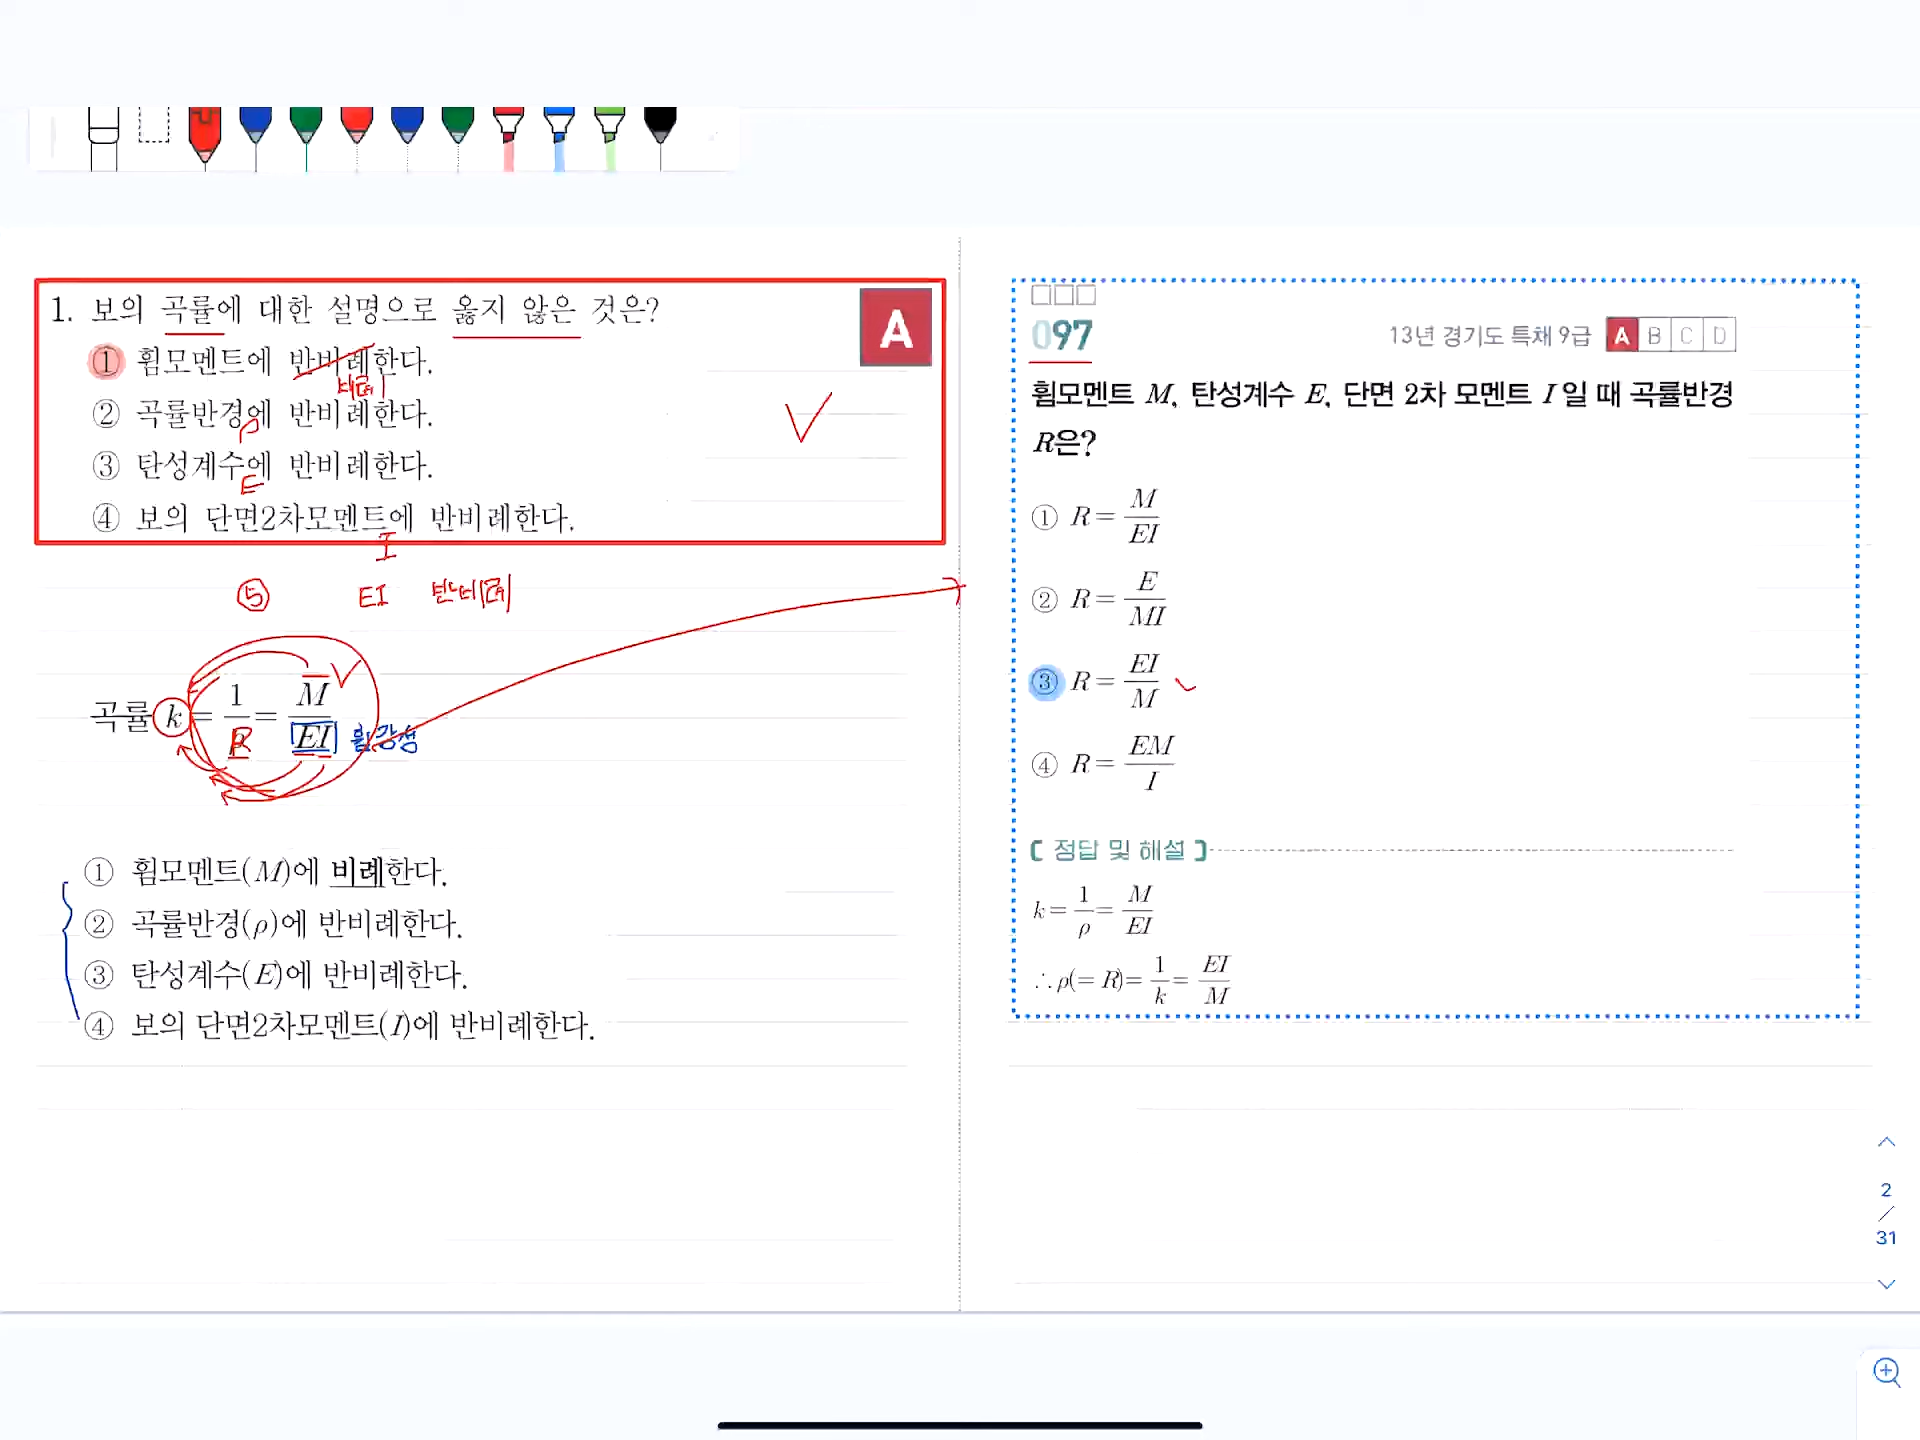 1. 보의 곡률에 대한 설명으로 옳지 않은 것은?
A
① 휨모멘트에 반비례한다.
비례
② 곡률반경에 반비례한다.
ρ
③ 탄성계수에 반비례한다.
E
④ 보의 단면2차모멘트에 반비례한다.
I
⑤ EI 반비례
곡률 k = 1/R = M/EI 휨강성
① 휨모멘트(M)에 비례한다.
② 곡률반경(ρ)에 반비례한다.
③ 탄성계수(E)에 반비례한다.
④ 보의 단면2차모멘트(I)에 반비례한다.
097
13년 경기도 특채 9급 A B C D
휨모멘트 M, 탄성계수 E, 단면 2차 모멘트 I일 때 곡률반경
R은?
① R = M/EI
② R = E/MI
③ R = EI/M
④ R = EM/I
[ 정답 및 해설 ]
k = 1/ρ = M/EI
∴ ρ(= R) = 1/k = EI/M
2
/
31